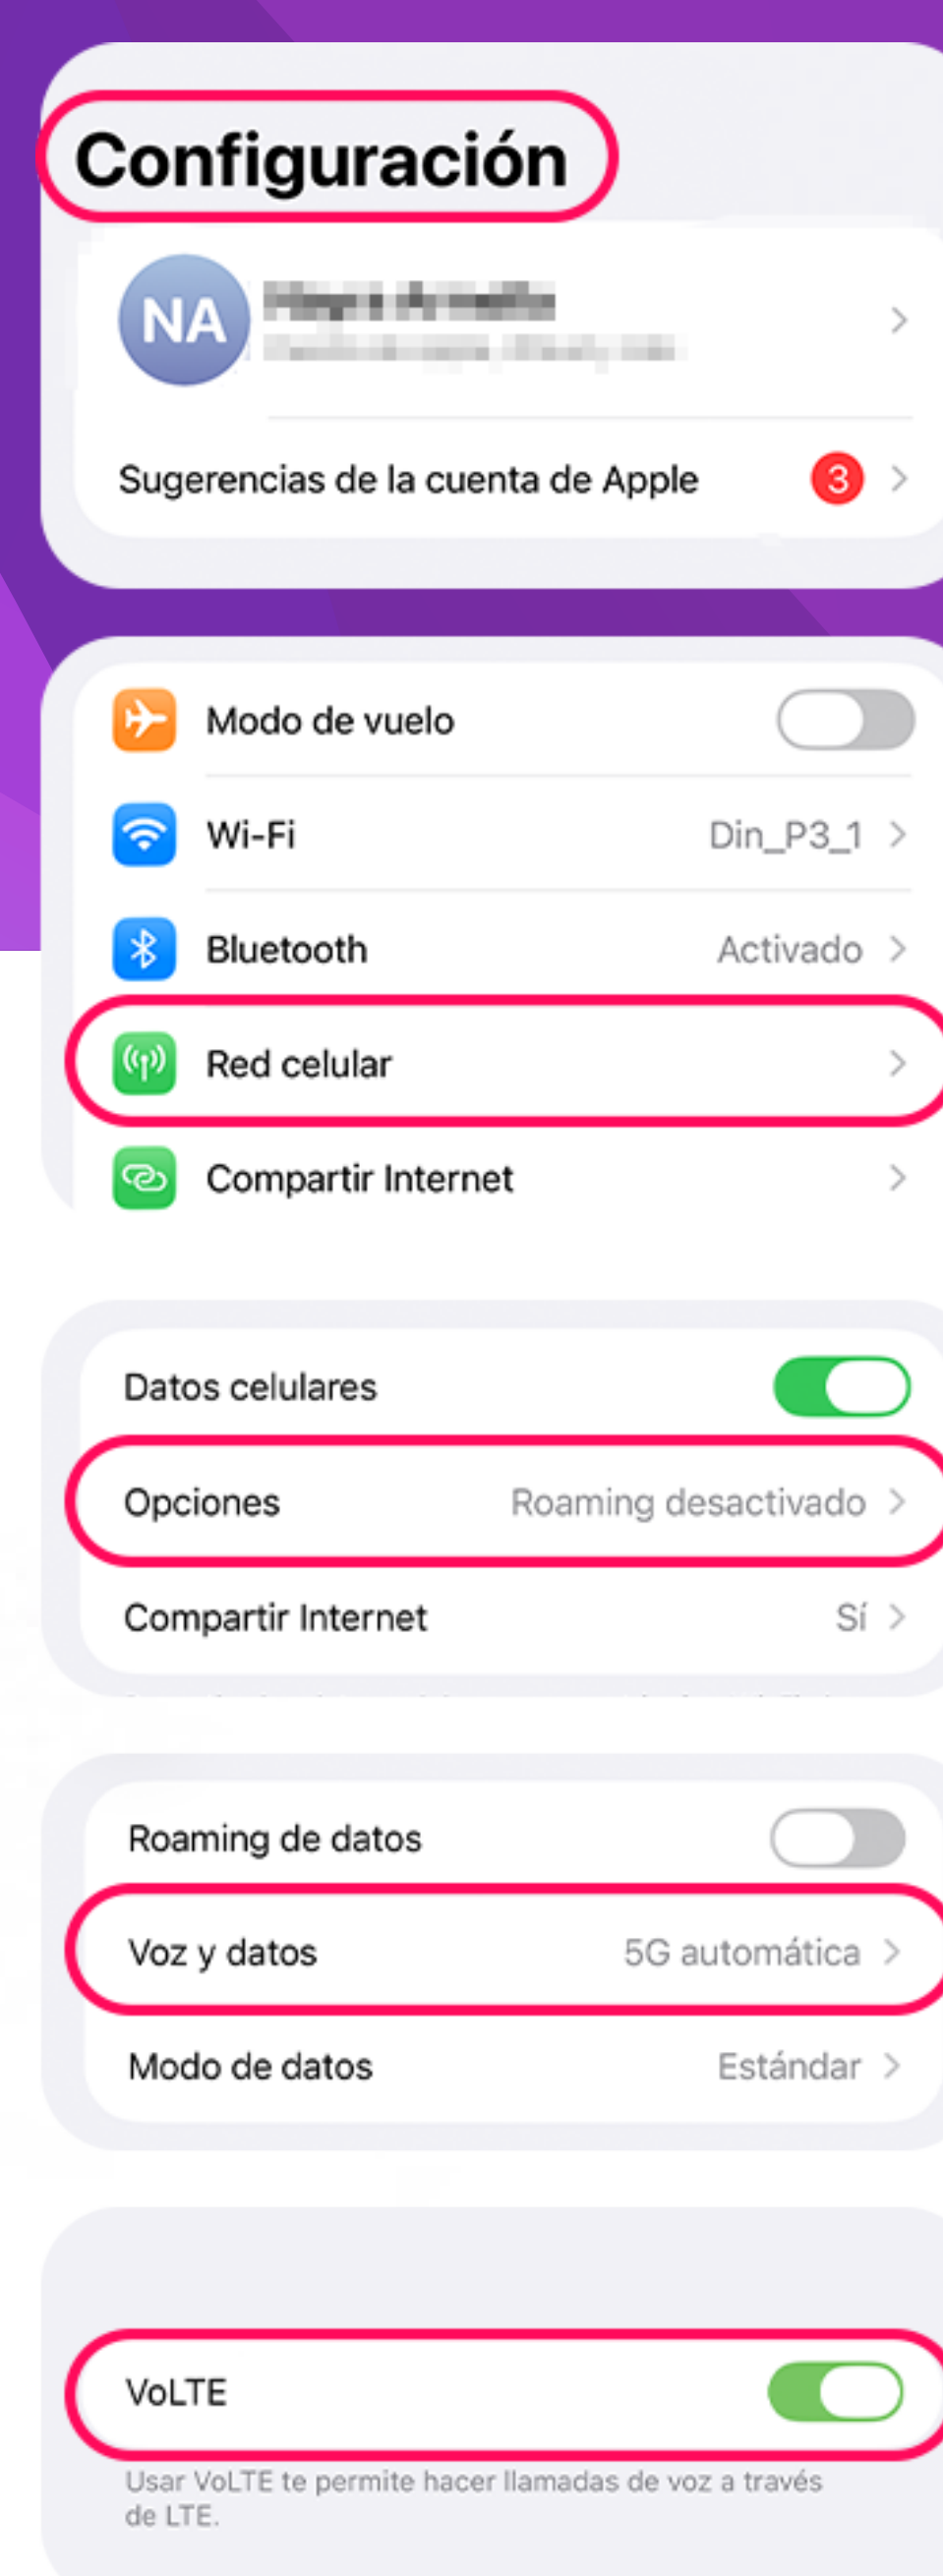 Configuración
NA
Sugerencias de la cuenta de Apple 3
Modo de vuelo
Wi-Fi Din_P3_1
Bluetooth Activado
Red celular
Compartir Internet
Datos celulares
Opciones Roaming desactivado
Compartir Internet Sí
Roaming de datos
Voz y datos 5G automática
Modo de datos Estándar
VoLTE
Usar VoLTE te permite hacer llamadas de voz a través
de LTE.